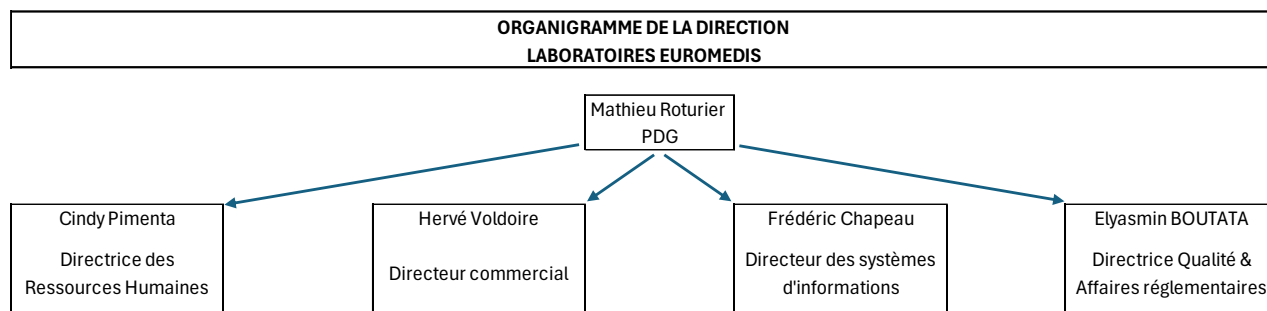 ORGANIGRAMME DE LA DIRECTION
LABORATOIRES EUROMEDIS
Mathieu Roturier
PDG
Cindy Pimenta
Directrice des
Ressources Humaines
Hervé Voldoire
Directeur commercial
Frédéric Chapeau
Directeur des systèmes
d'informations
Elyasmin BOUTATA
Directrice Qualité &
Affaires réglementaires